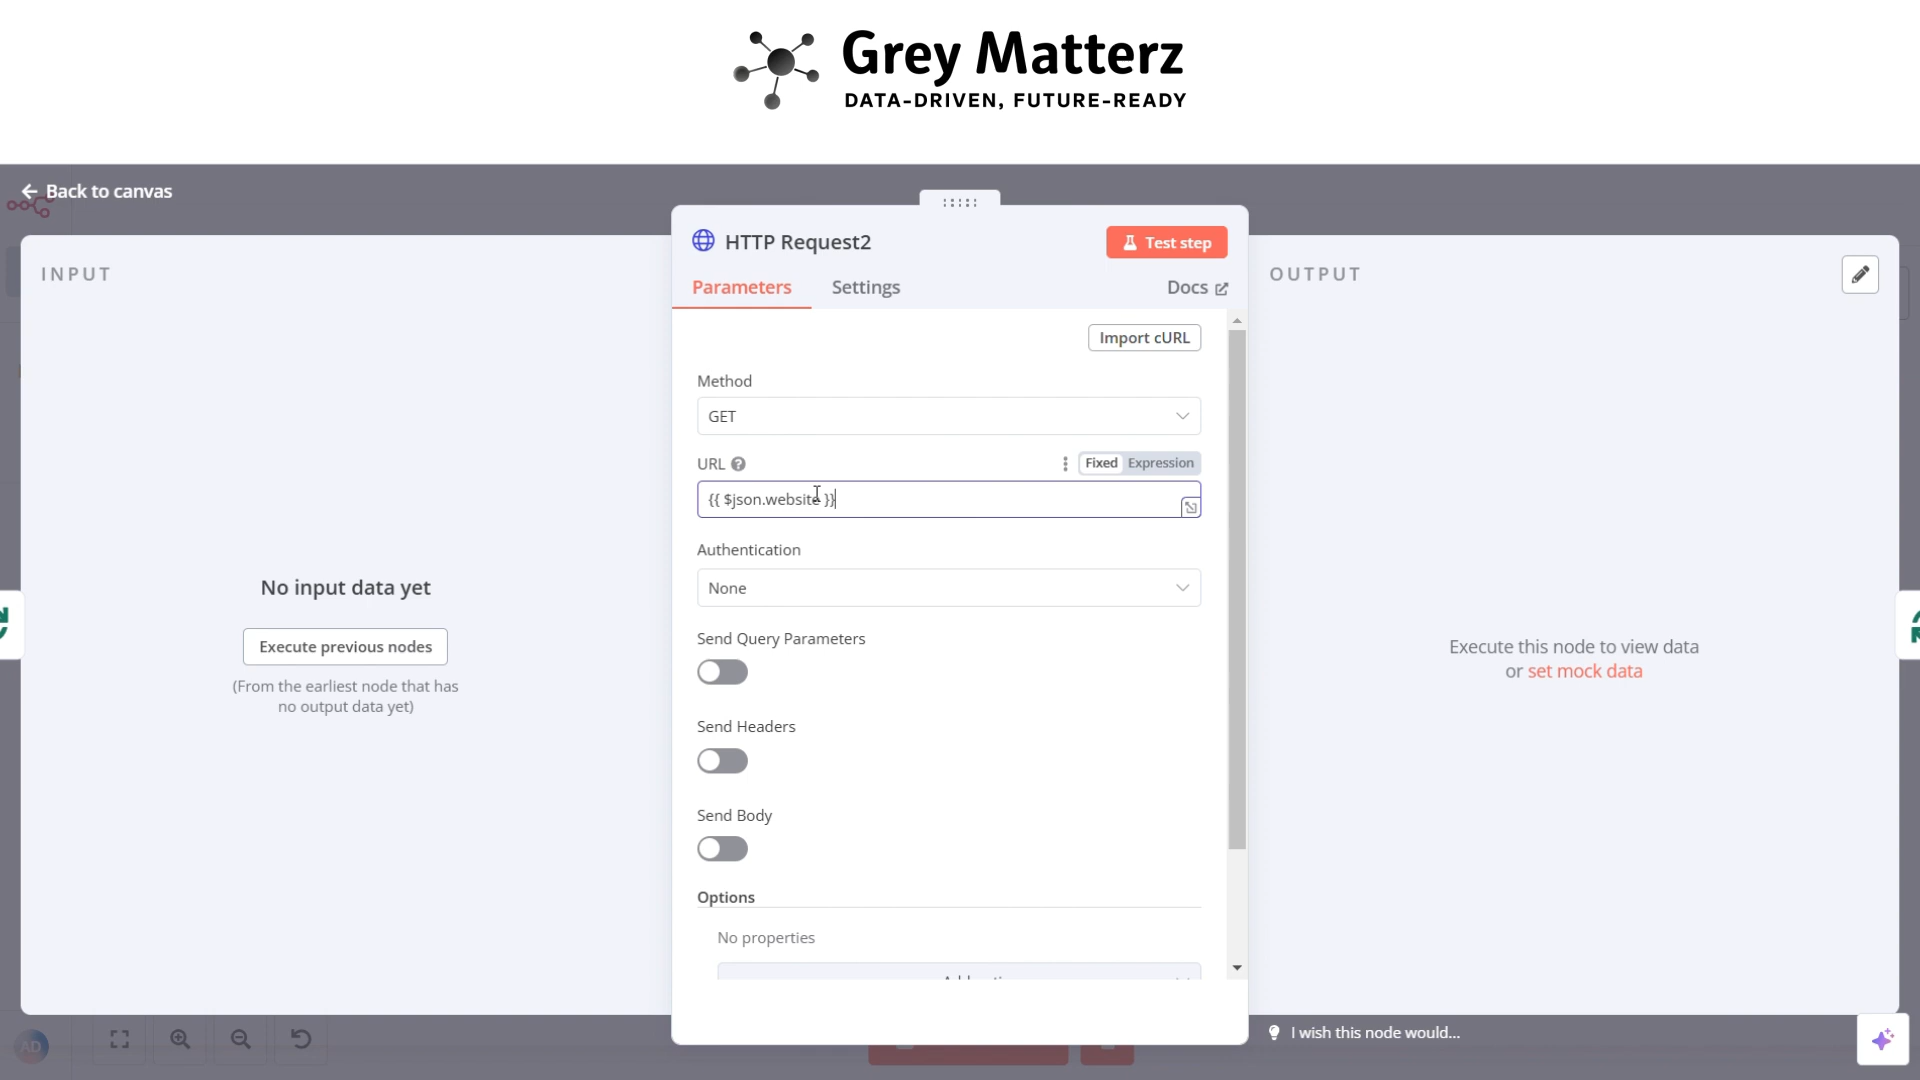 Grey Matterz
DATA-DRIVEN, FUTURE-READY
Back to canvas
INPUT
No input data yet
Execute previous nodes
(From the earliest node that has
no output data yet)
HTTP Request2
Test step
Parameters
Settings
Docs
Import cURL
Method
GET
URL
Fixed
Expression
{{ $json.website }}
Authentication
None
Send Query Parameters
Send Headers
Send Body
Options
No properties
OUTPUT
Execute this node to view data
or set mock data
I wish this node would...
AD